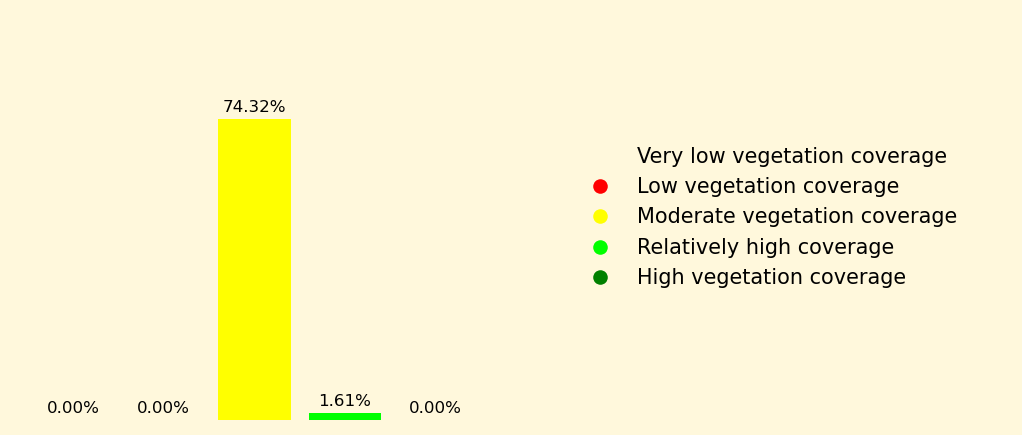 74.32%
0.00%
0.00%
1.61%
0.00%
Very low vegetation coverage
Low vegetation coverage
Moderate vegetation coverage
Relatively high coverage
High vegetation coverage